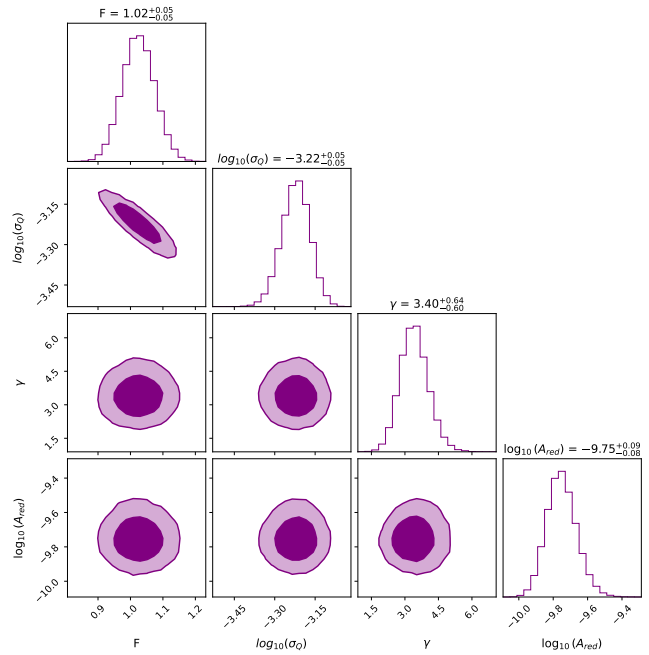 F = 1.02+0.05−0.05
log10(σQ) = −3.22+0.05−0.05
−3.15
−3.30
−3.45
log10(σQ)
γ = 3.40+0.64−0.60
6.0
4.5
3.0
1.5
γ
log10(Ared) = −9.75+0.09−0.08
−9.4
−9.6
−9.8
−10.0
log10(Ared)
0.9 1.0 1.1 1.2
−3.45 −3.30 −3.15
1.5 3.0 4.5 6.0
−10.0 −9.8 −9.6 −9.4
F log10(σQ) γ log10(Ared)